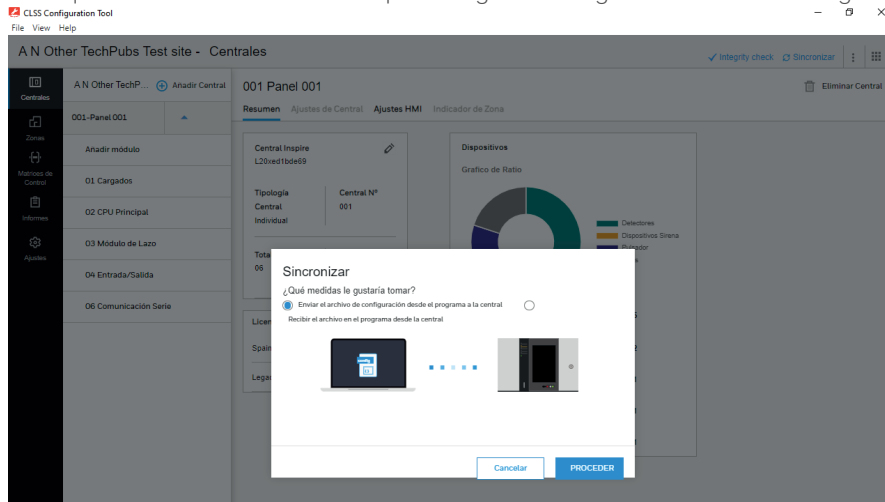 CLSS Configuration Tool
File View Help
A N Other TechPubs Test site - Centrales
Integrity check
Sincronizar
Centrales
A N Other TechP...
Añadir Central
001 Panel 001
Eliminar Central
001-Panel 001
Resumen
Ajustes de Central
Ajustes HMI
Indicador de Zona
Zonas
Añadir módulo
Central Inspire
L20xed1bde69
Dispositivos
Grafico de Ratio
Matrices de Control
01 Cargados
Tipología
Central Nº
Central
001
Individual
Informes
02 CPU Principal
Detectores
Dispositivos Sirena
Ajustes
03 Módulo de Lazo
04 Entrada/Salida
06
06 Comunicación Serie
Sincronizar
¿Qué medidas le gustaría tomar?
Enviar el archivo de configuración desde el programa a la central
Recibir el archivo en el programa desde la central
config
Cancelar
PROCEDER